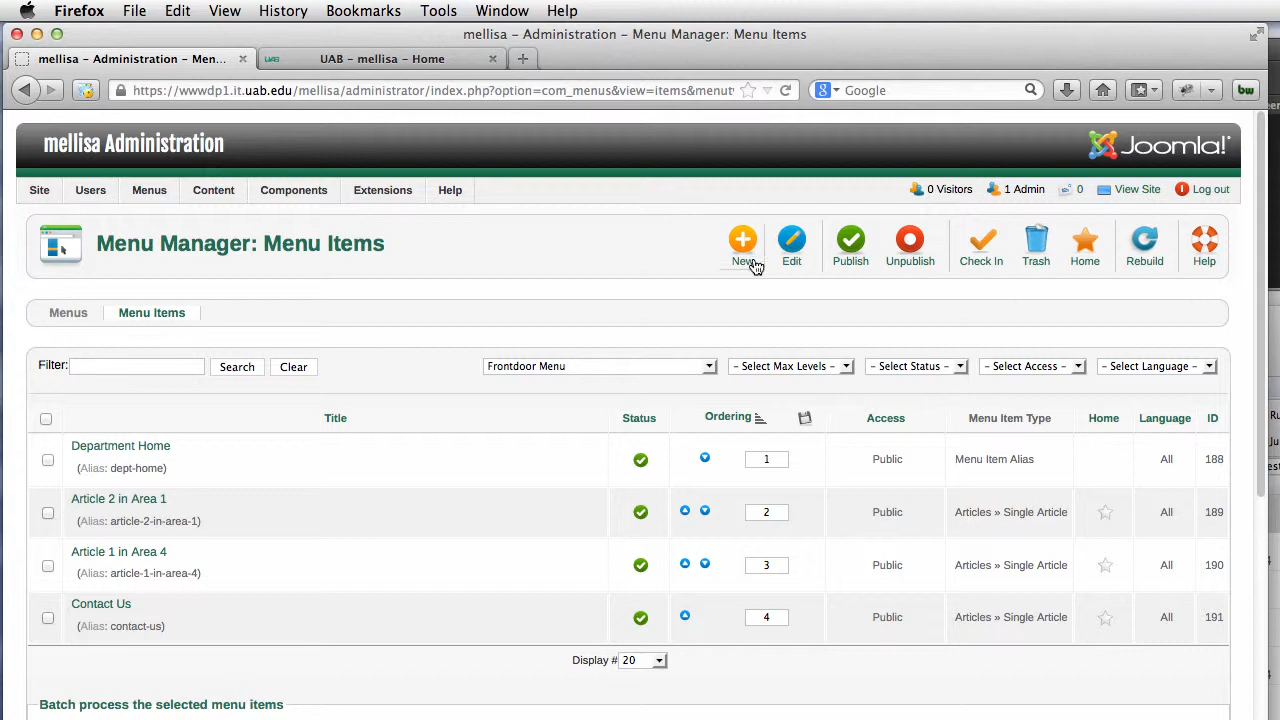 Firefox File Edit View History Bookmarks Tools Window Help
mellisa – Administration – Menu Manager: Menu Items
mellisa – Administration – Men... UAB – mellisa – Home
https://wwwdp1.it.uab.edu/mellisa/administrator/index.php?option=com_menus&view=items&menut Google bw
mellisa Administration Joomla!
Site Users Menus Content Components Extensions Help 0 Visitors 1 Admin 0 View Site Log out
Menu Manager: Menu Items New Edit Publish Unpublish Check In Trash Home Rebuild Help
Menus Menu Items
Filter: Search Clear Frontdoor Menu – Select Max Levels – – Select Status – – Select Access – – Select Language –
Title Status Ordering Access Menu Item Type Home Language ID
Department Home
(Alias: dept-home) 1 Public Menu Item Alias All 188
Article 2 in Area 1
(Alias: article-2-in-area-1) 2 Public Articles » Single Article All 189
Article 1 in Area 4
(Alias: article-1-in-area-4) 3 Public Articles » Single Article All 190
Contact Us
(Alias: contact-us) 4 Public Articles » Single Article All 191
Display # 20
Batch process the selected menu items